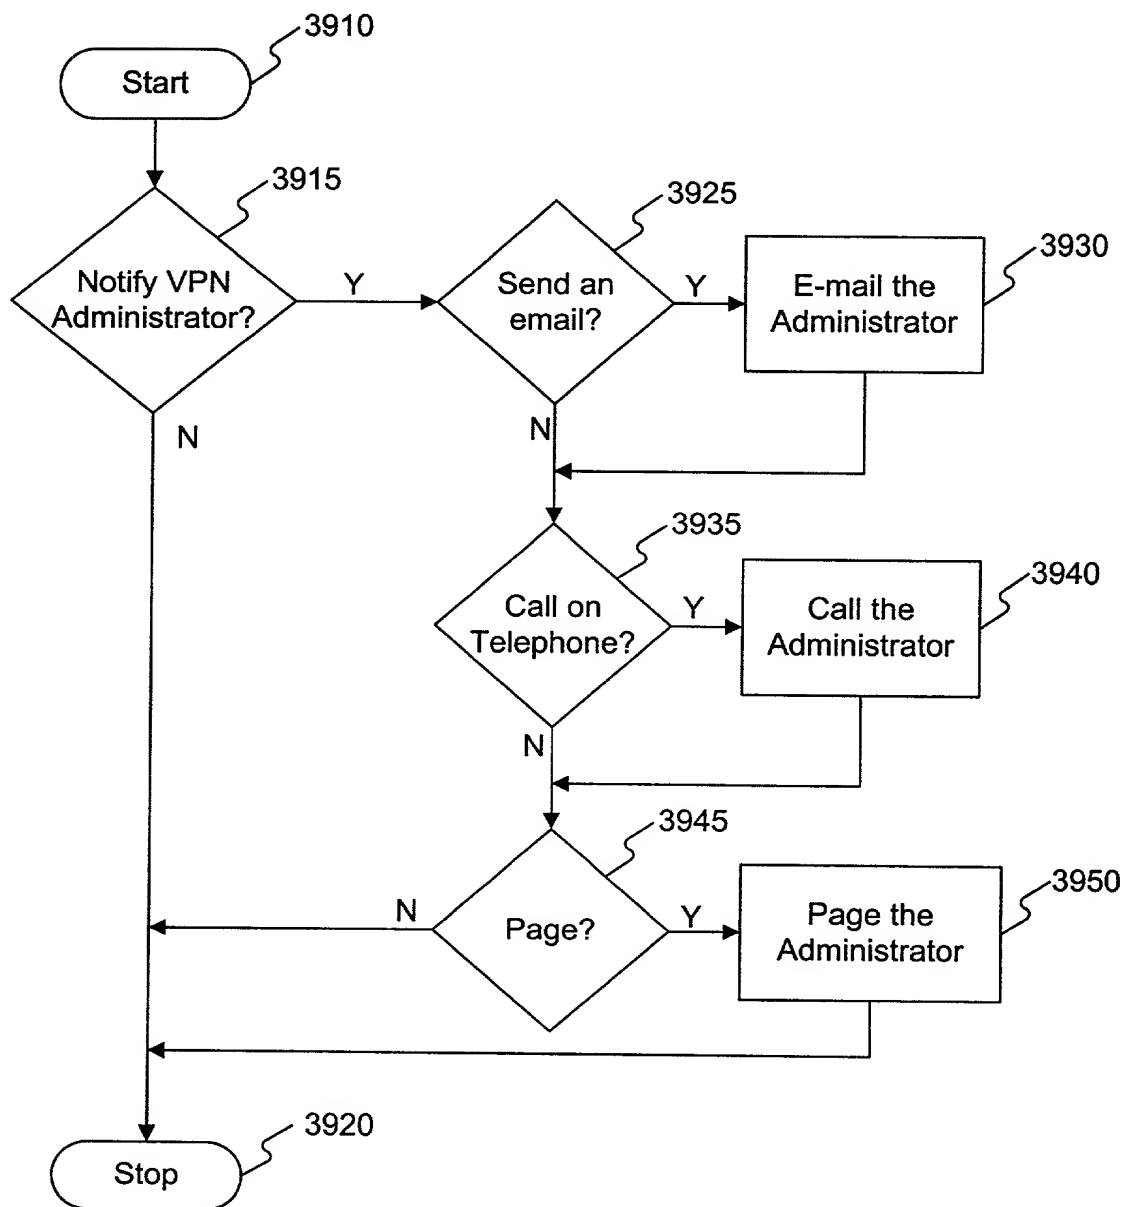 3910
Start
3915
Notify VPN
Administrator?
Y
N
3925
Send an
email?
Y
N
3930
E-mail the
Administrator
3935
Call on
Telephone?
Y
N
3940
Call the
Administrator
3945
Page?
N
Y
3950
Page the
Administrator
3920
Stop